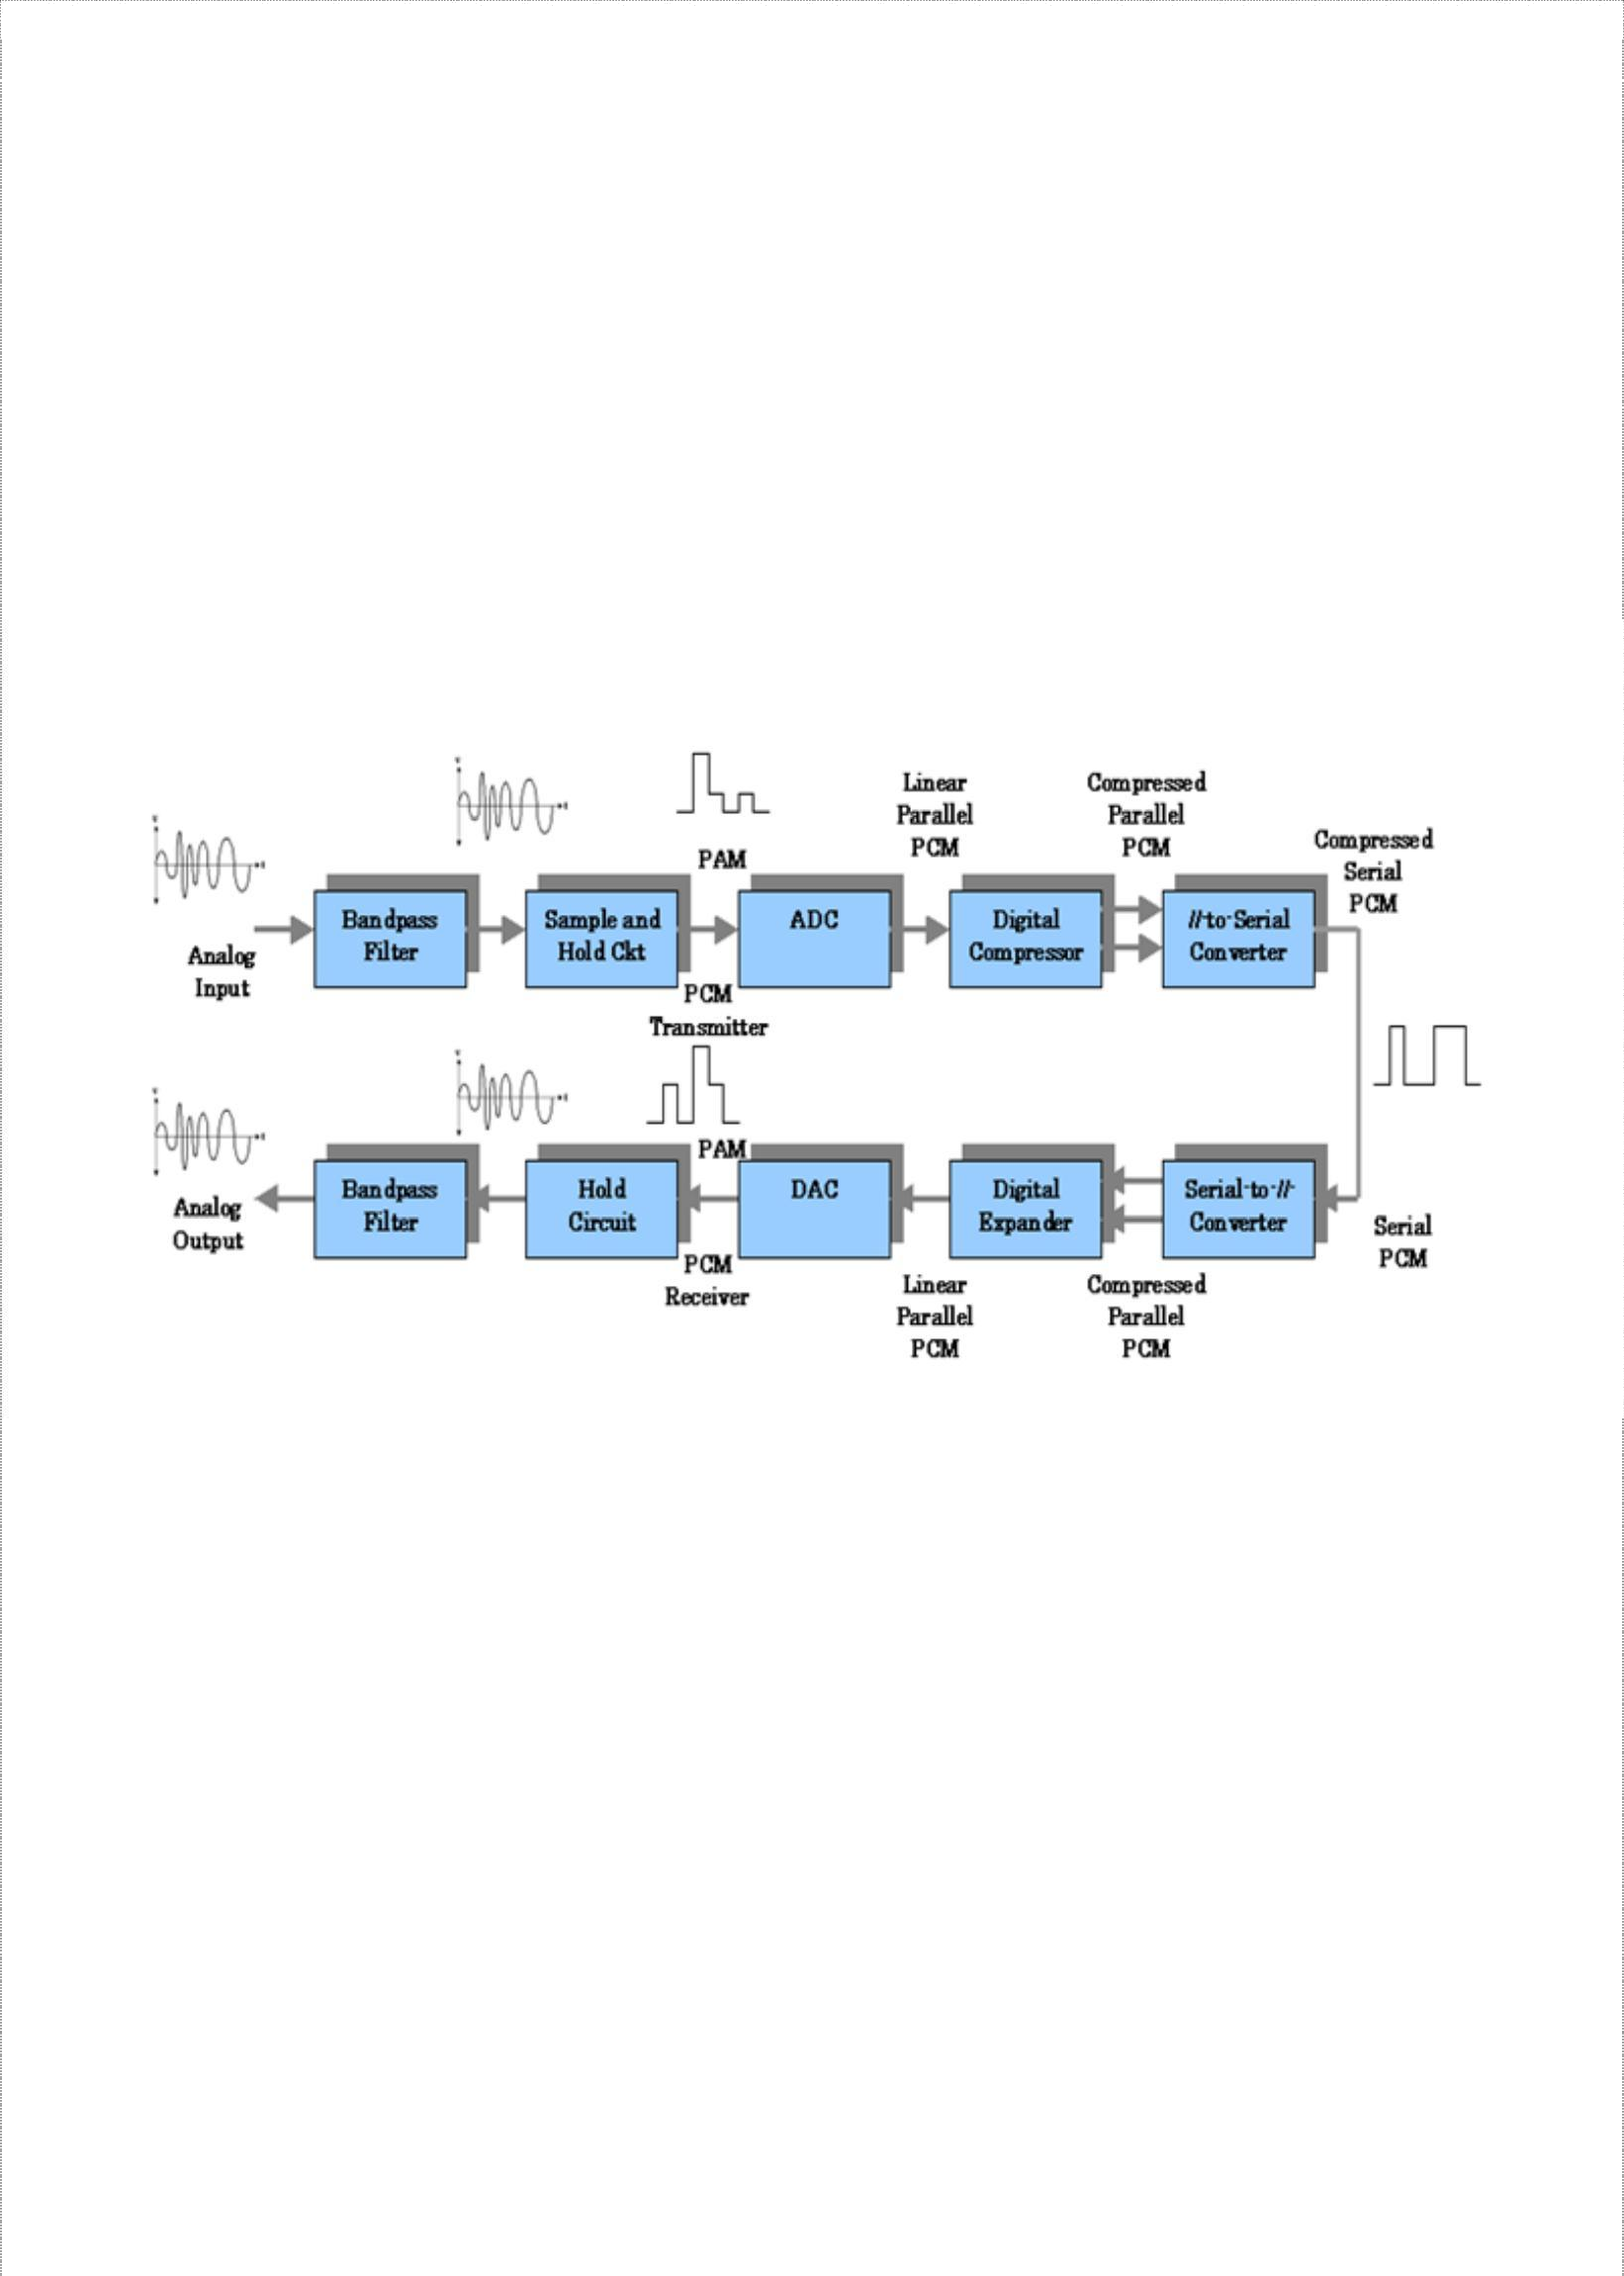 Linear
Parallel
PCM
Compressed
Parallel
PCM
Compressed
Serial
PCM
PAM
Analog
Input
Bandpass
Filter
Sample and
Hold Ckt
ADC
Digital
Compressor
//-to-Serial
Converter
PCM
Transmitter
PAM
Analog
Output
Bandpass
Filter
Hold
Circuit
DAC
Digital
Expander
Serial-to-//-
Converter
Serial
PCM
PCM
Receiver
Linear
Parallel
PCM
Compressed
Parallel
PCM